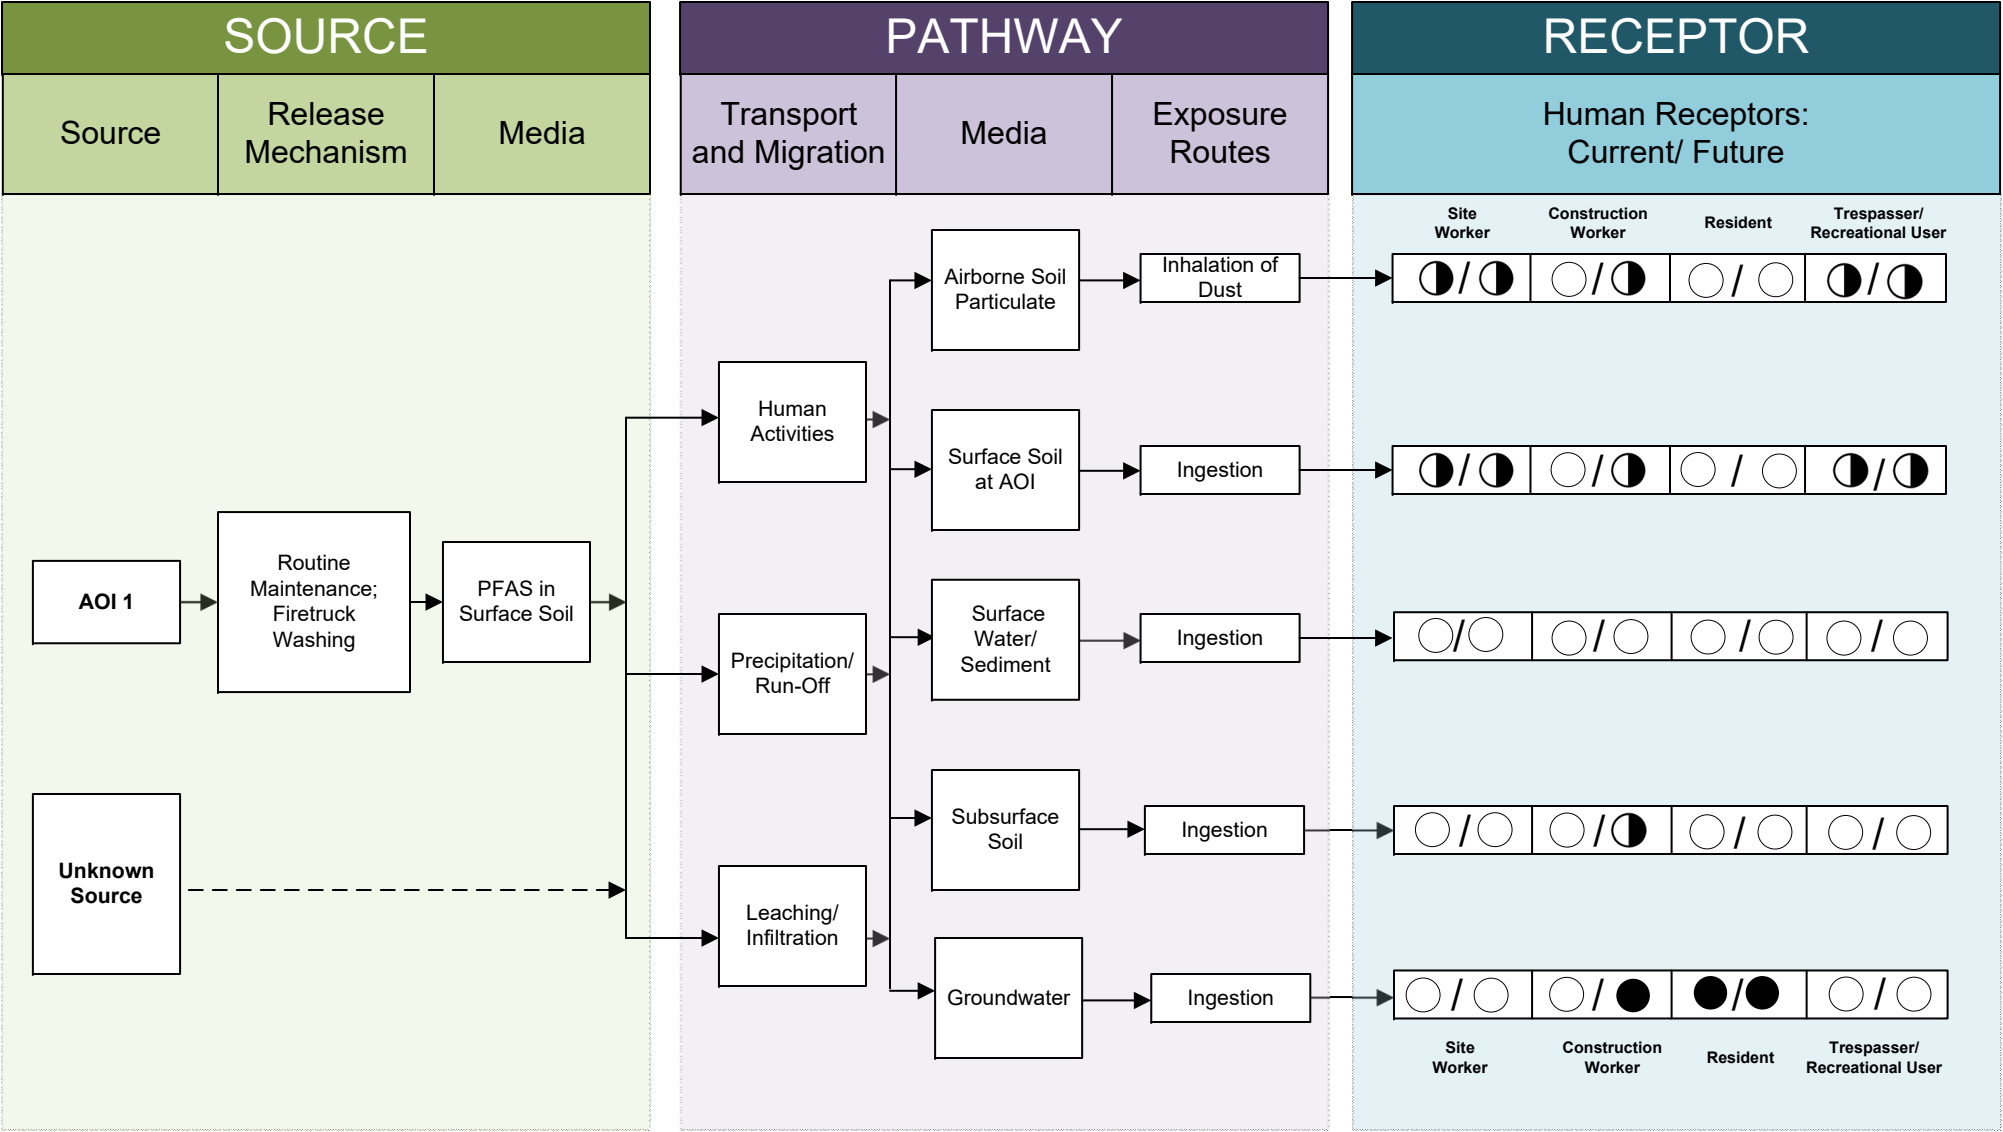 SOURCE
PATHWAY
RECEPTOR
Source
Release
Mechanism
Media
Transport
and Migration
Media
Exposure
Routes
Human Receptors:
Current/ Future
Site
Worker
Construction
Worker
Resident
Trespasser/
Recreational User
Airborne Soil
Particulate
Inhalation of
Dust
/
/
/
/
Human
Activities
Surface Soil
at AOI
Ingestion
/
/
/
/
AOI 1
Routine
Maintenance;
Firetruck
Washing
PFAS in
Surface Soil
Precipitation/
Run-Off
Surface
Water/
Sediment
Ingestion
/
/
/
/
Unknown
Source
Subsurface
Soil
Ingestion
/
/
/
/
Leaching/
Infiltration
Groundwater
Ingestion
/
/
/
/
Site
Worker
Construction
Worker
Resident
Trespasser/
Recreational User